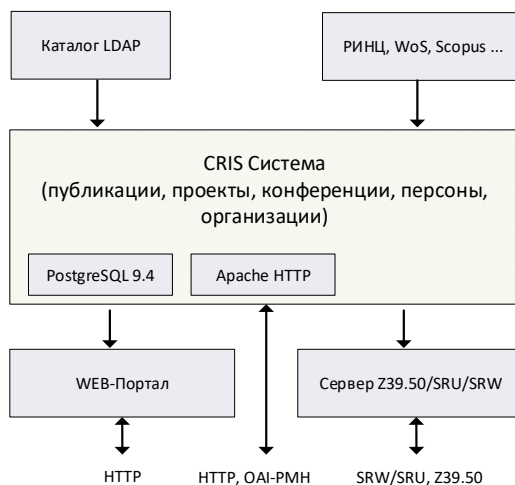 Каталог LDAP
РИНЦ, WoS, Scopus ...
CRIS Система
(публикации, проекты, конференции, персоны,
организации)
PostgreSQL 9.4
Apache HTTP
WEB-Портал
Сервер Z39.50/SRU/SRW
HTTP
HTTP, OAI-PMH
SRW/SRU, Z39.50